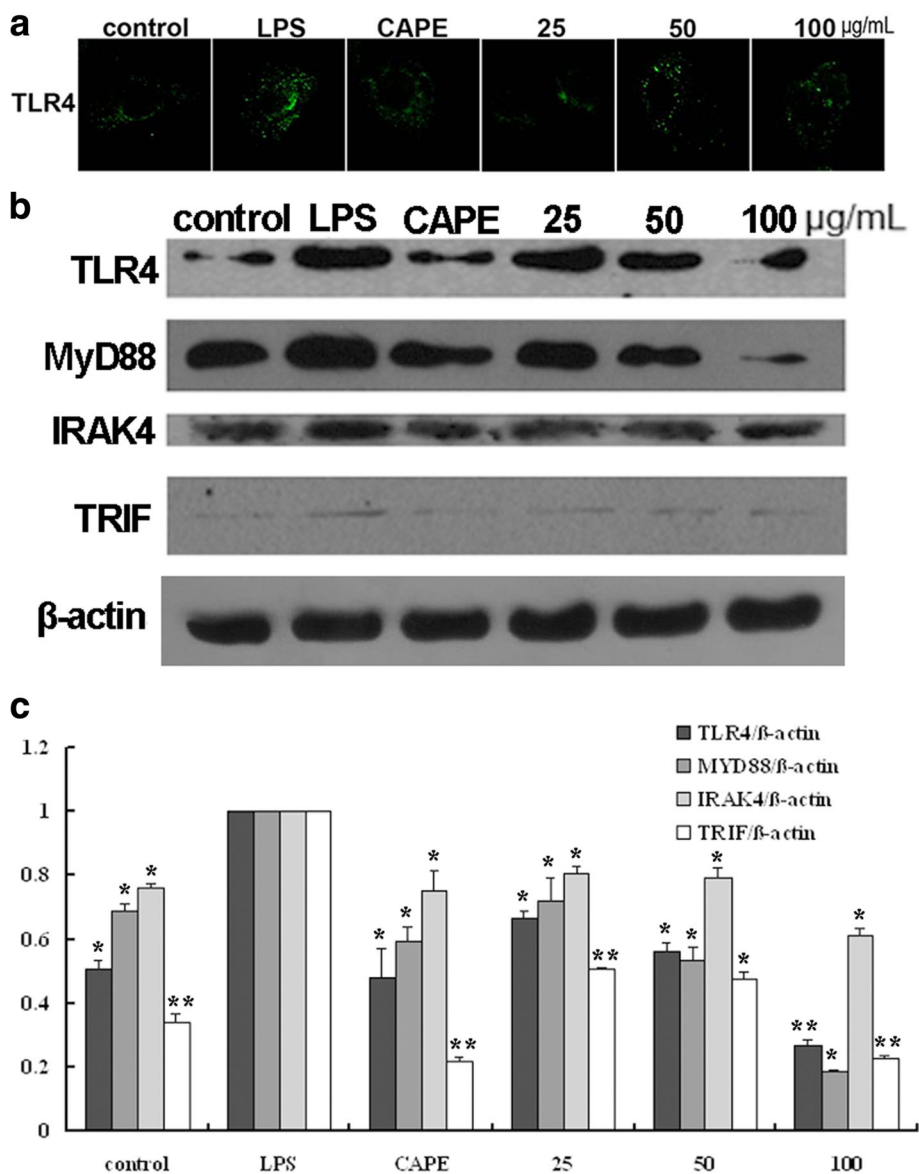 a
control LPS CAPE 25 50 100 µg/mL
TLR4
b
control LPS CAPE 25 50 100 µg/mL
TLR4
MyD88
IRAK4
TRIF
β-actin
c
TLR4/ß-actin
MYD88/ß-actin
IRAK4/ß-actin
TRIF/ß-actin
1.2
1
0.8
0.6
0.4
0.2
0
* * * **
* * * **
* * * **
* * * *
** * * **
control LPS CAPE 25 50 100